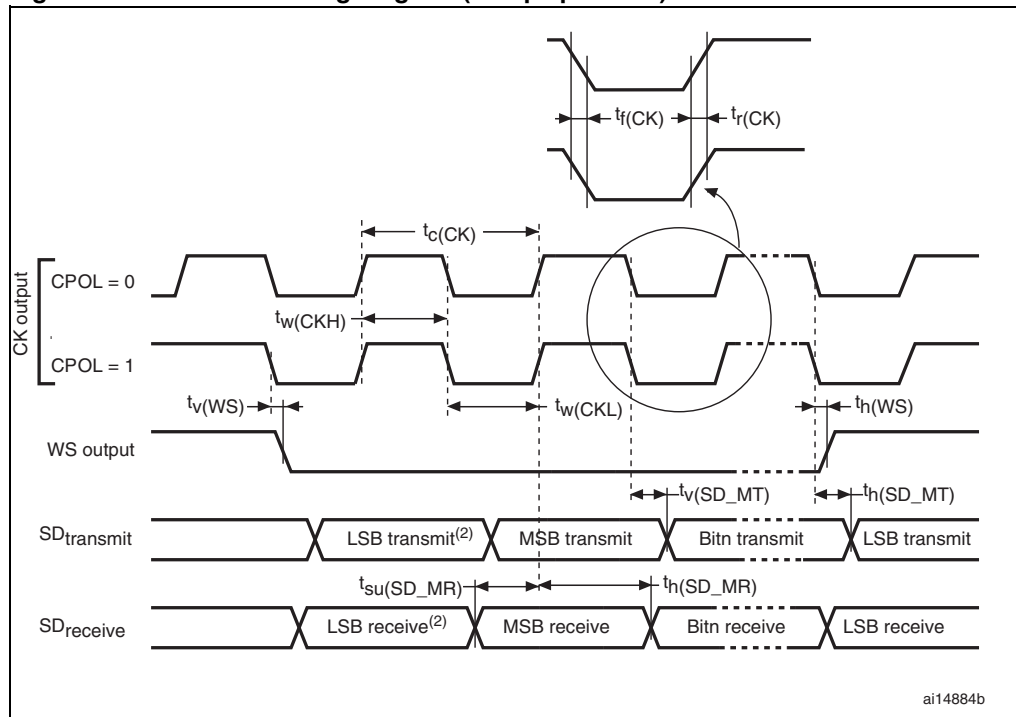 tf(CK)
tr(CK)
tc(CK)
CK output
CPOL = 0
tw(CKH)
CPOL = 1
tv(WS)
tw(CKL)
th(WS)
WS output
tv(SD_MT)
th(SD_MT)
SDtransmit
LSB transmit(2)
MSB transmit
Bitn transmit
LSB transmit
tsu(SD_MR)
th(SD_MR)
SDreceive
LSB receive(2)
MSB receive
Bitn receive
LSB receive
ai14884b